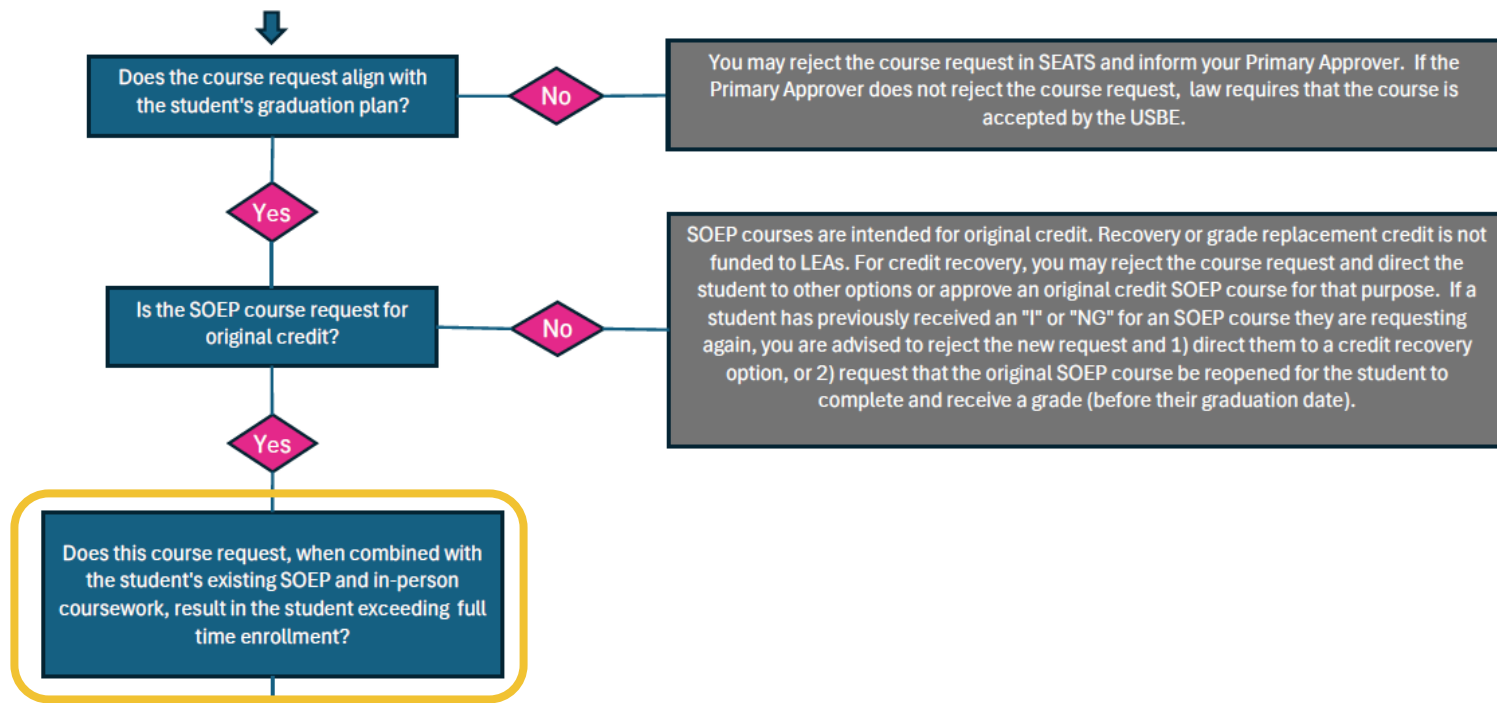 Does the course request align with
the student's graduation plan?
No
You may reject the course request in SEATS and inform your Primary Approver.  If the
Primary Approver does not reject the course request,  law requires that the course is
accepted by the USBE.
Yes
Is the SOEP course request for
original credit?
No
SOEP courses are intended for original credit. Recovery or grade replacement credit is not
funded to LEAs. For credit recovery, you may reject the course request and direct the
student to other options or approve an original credit SOEP course for that purpose.  If a
student has previously received an "I" or "NG" for an SOEP course they are requesting
again, you are advised to reject the new request and 1) direct them to a credit recovery
option, or 2) request that the original SOEP course be reopened for the student to
complete and receive a grade (before their graduation date).
Yes
Does this course request, when combined with
the student's existing SOEP and in-person
coursework, result in the student exceeding  full
time enrollment?